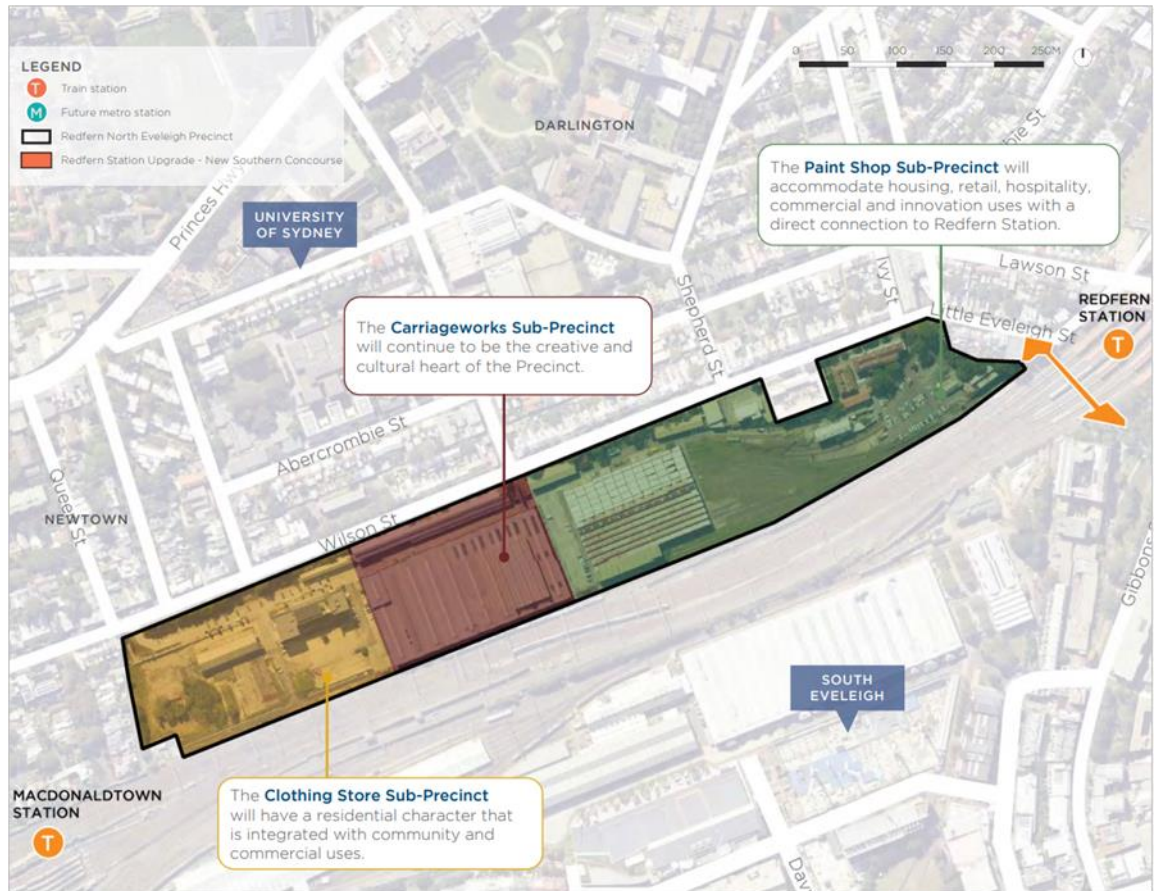 LEGEND
T Train station
M Future metro station
Redfern North Eveleigh Precinct
Redfern Station Upgrade - New Southern Concourse
0 50 100 150 200 250M
DARLINGTON
Princes Hwy
UNIVERSITY
OF SYDNEY
The Paint Shop Sub-Precinct will
accommodate housing, retail, hospitality,
commercial and innovation uses with a
direct connection to Redfern Station.
Ivy St
Lawson St
Shepherd St
Little Eveleigh St
REDFERN
STATION
T
The Carriageworks Sub-Precinct
will continue to be the creative and
cultural heart of the Precinct.
Abercrombie St
Queen St
NEWTOWN
Wilson St
Gibbons
SOUTH
EVELEIGH
MACDONALDTOWN
STATION
T
The Clothing Store Sub-Precinct
will have a residential character that
is integrated with community and
commercial uses.